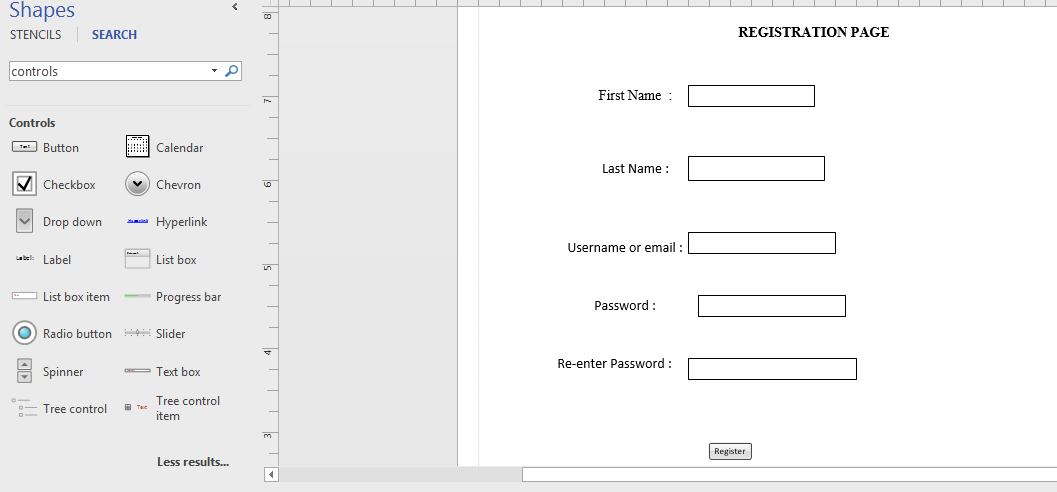 Shapes
STENCILS SEARCH
controls
Controls
Button Calendar
Checkbox Chevron
Drop down Hyperlink
Label: Label List box
List box item Progress bar
Radio button Slider
Spinner Text box
Tree control Text Tree control item
Less results...
8
7
6
5
4
3
REGISTRATION PAGE
First Name :
Last Name :
Username or email :
Password :
Re-enter Password :
Register